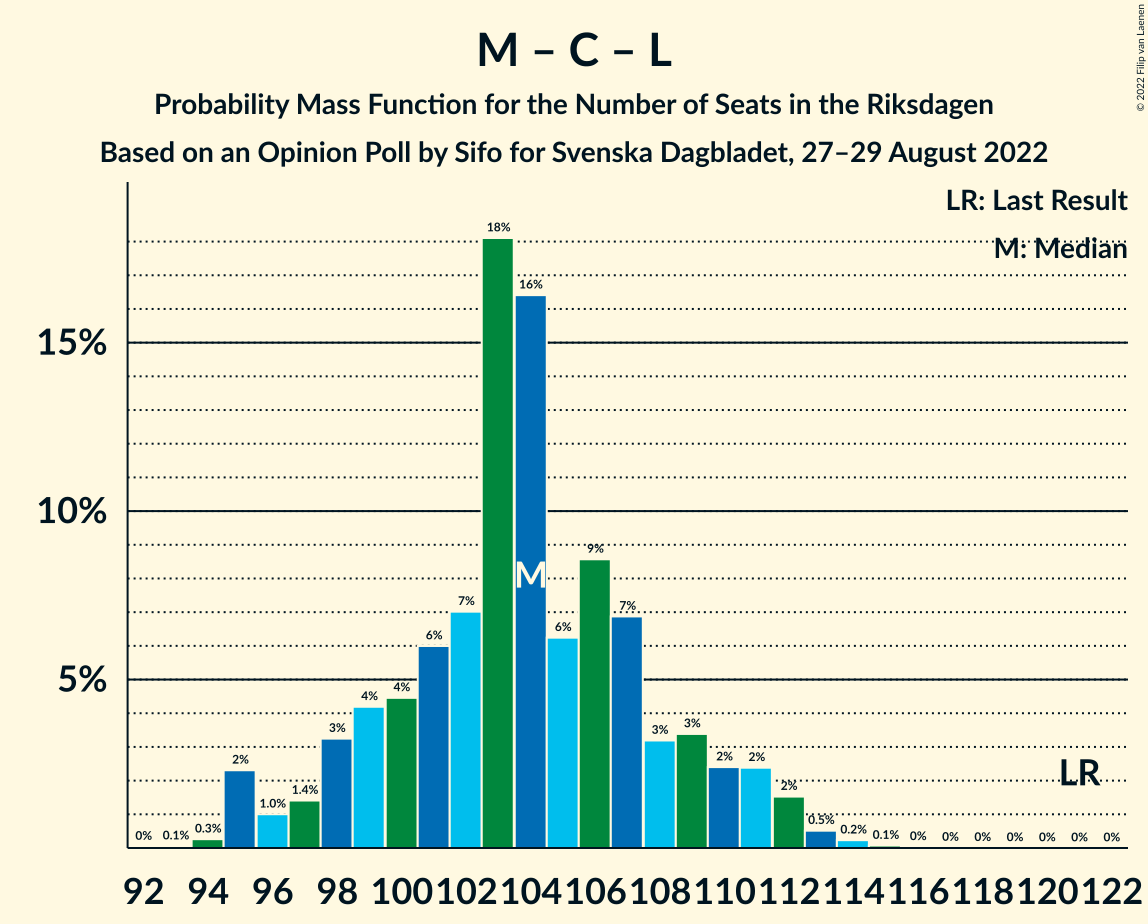 M – C – L
Probability Mass Function for the Number of Seats in the Riksdagen
Based on an Opinion Poll by Sifo for Svenska Dagbladet, 27–29 August 2022
© 2022 Filip van Laenen
LR: Last Result
M: Median
15%
10%
5%
0% 0.1% 0.3% 2% 1.0% 1.4% 3% 4% 4% 6% 7% 18% 16% 6% 9% 7% 3% 3% 2% 2% 2% 0.5% 0.2% 0.1% 0% 0% 0% 0% 0% 0% 0%
M
LR
92 94 96 98 100 102 104 106 108 110 112 114 116 118 120 122